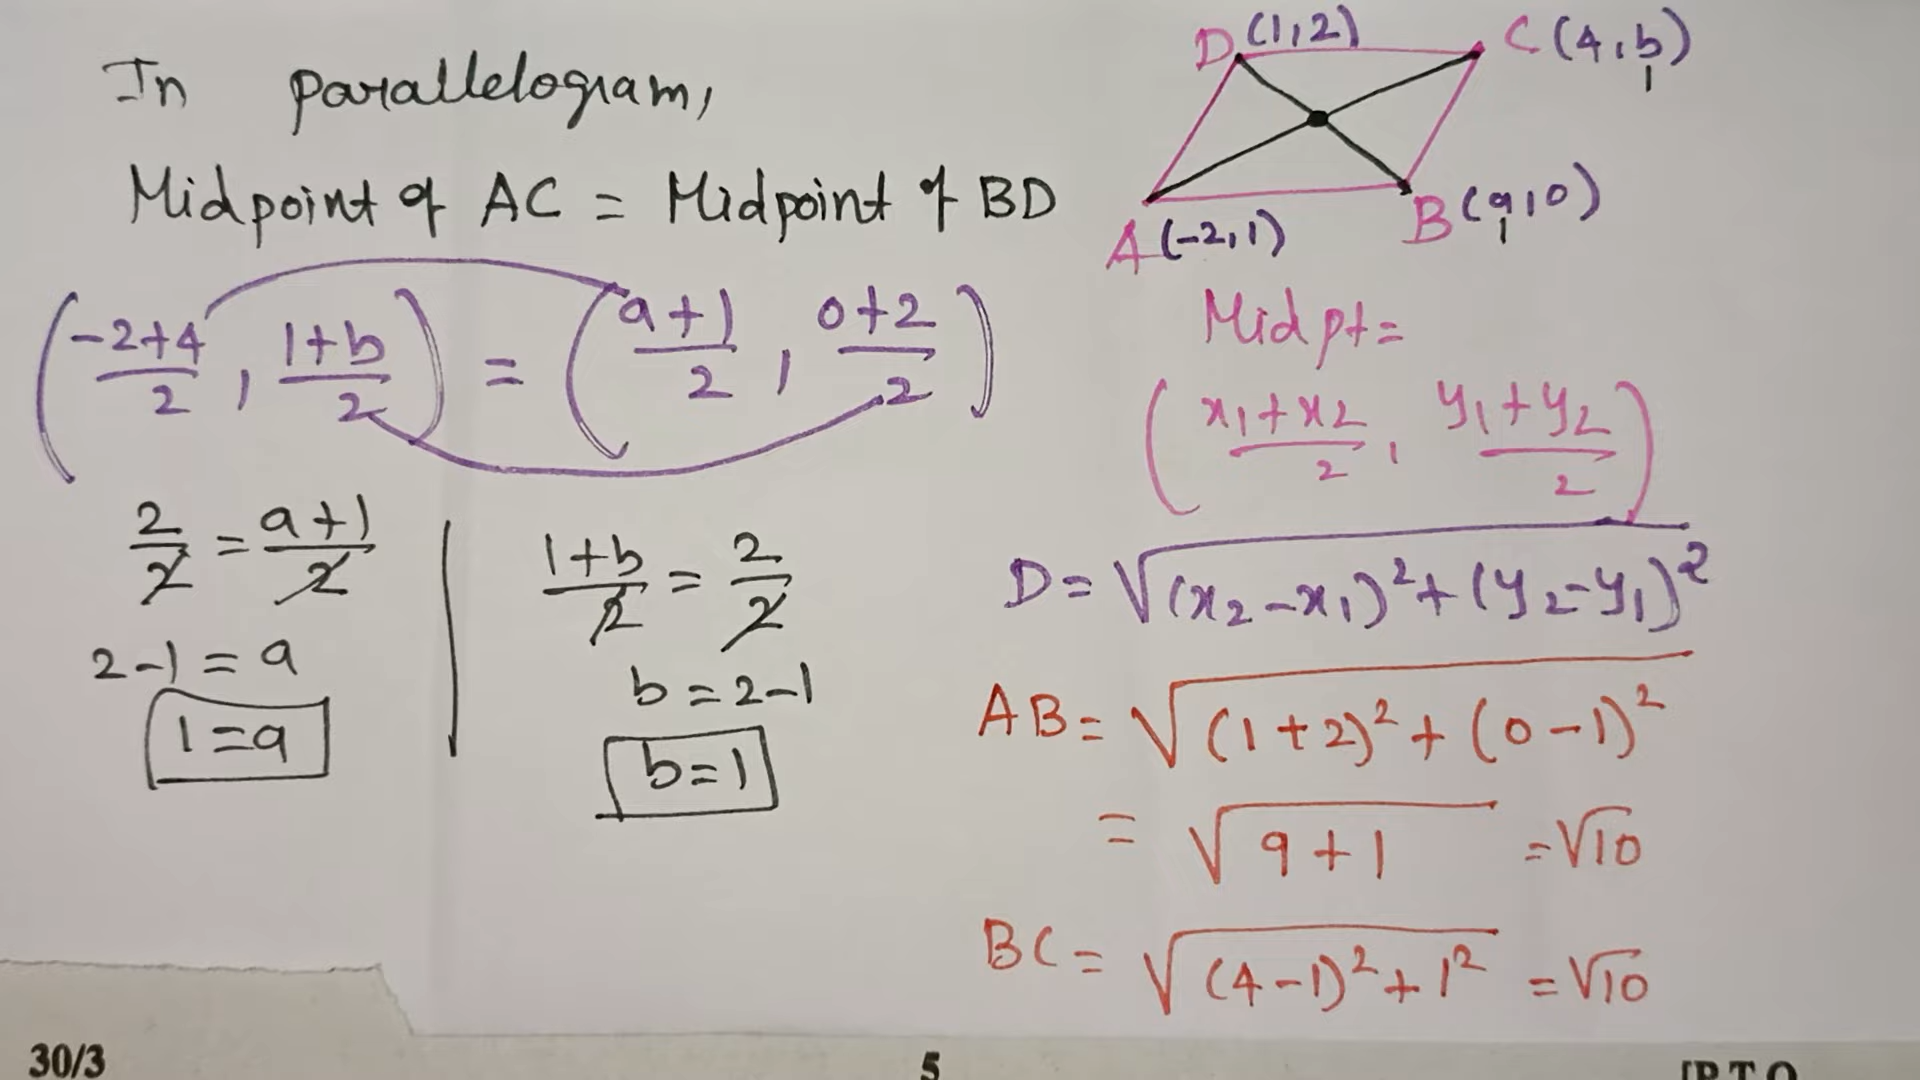 In parallelogram,
Midpoint of AC = Midpoint of BD
(-2+4/2, 1+b/2) = (a+1/2, 0+2/2)
2/2 = a+1/2
2-1 = a
1=a
1+b/2 = 2/2
b = 2-1
b=1
D(1,2)
C(4,b)
1
A(-2,1)
B(a,0)
1
Midpt=
(x1+x2/2, y1+y2/2)
D = √(x2-x1)²+(y2-y1)²
AB = √(1+2)²+(0-1)²
= √9+1 = √10
BC = √(4-1)²+1² = √10
30/3
5
[P.T.O